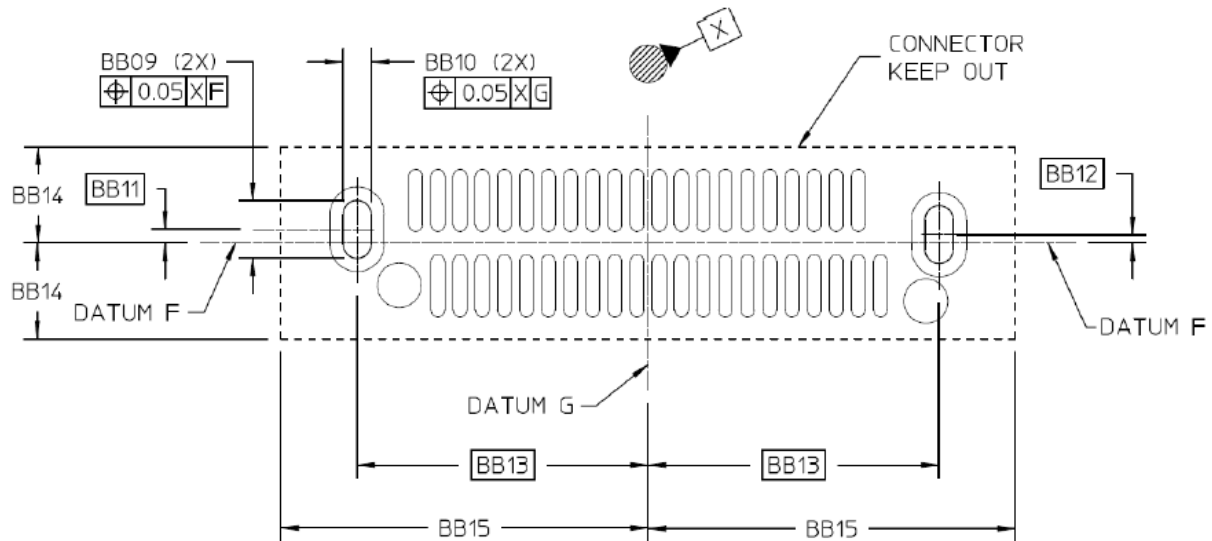 X
CONNECTOR
KEEP OUT
BB09 (2X)
⌖ 0.05 X F
BB10 (2X)
⌖ 0.05 X G
BB14
BB11
BB12
BB14
DATUM F
DATUM F
DATUM G
BB13
BB13
BB15
BB15